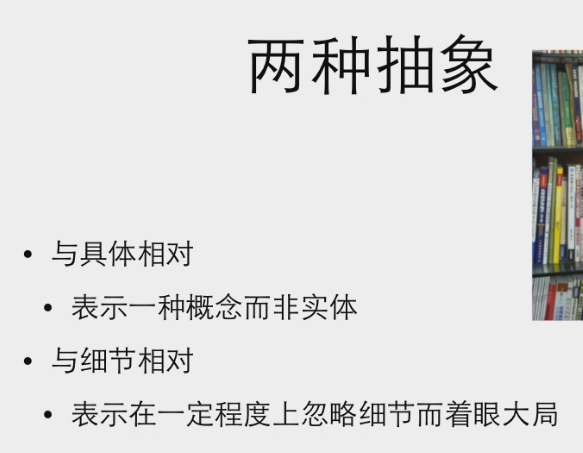 两种抽象
• 与具体相对
• 表示一种概念而非实体
• 与细节相对
• 表示在一定程度上忽略细节而着眼大局